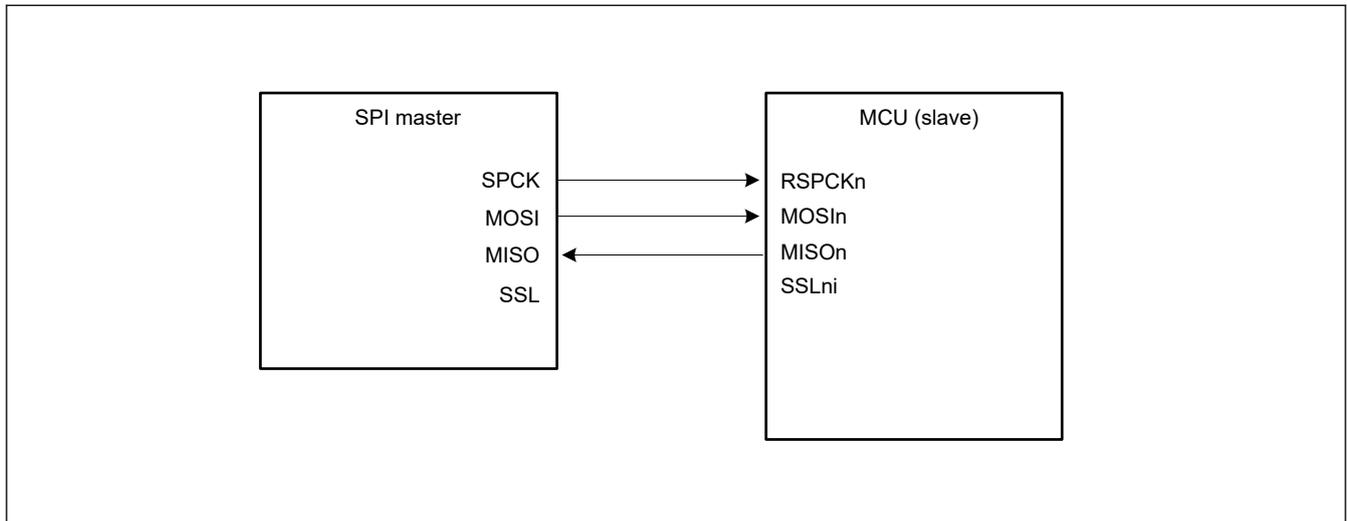 SPI master
MCU (slave)
SPCK
RSPCKn
MOSI
MOSIn
MISO
MISOn
SSL
SSLni